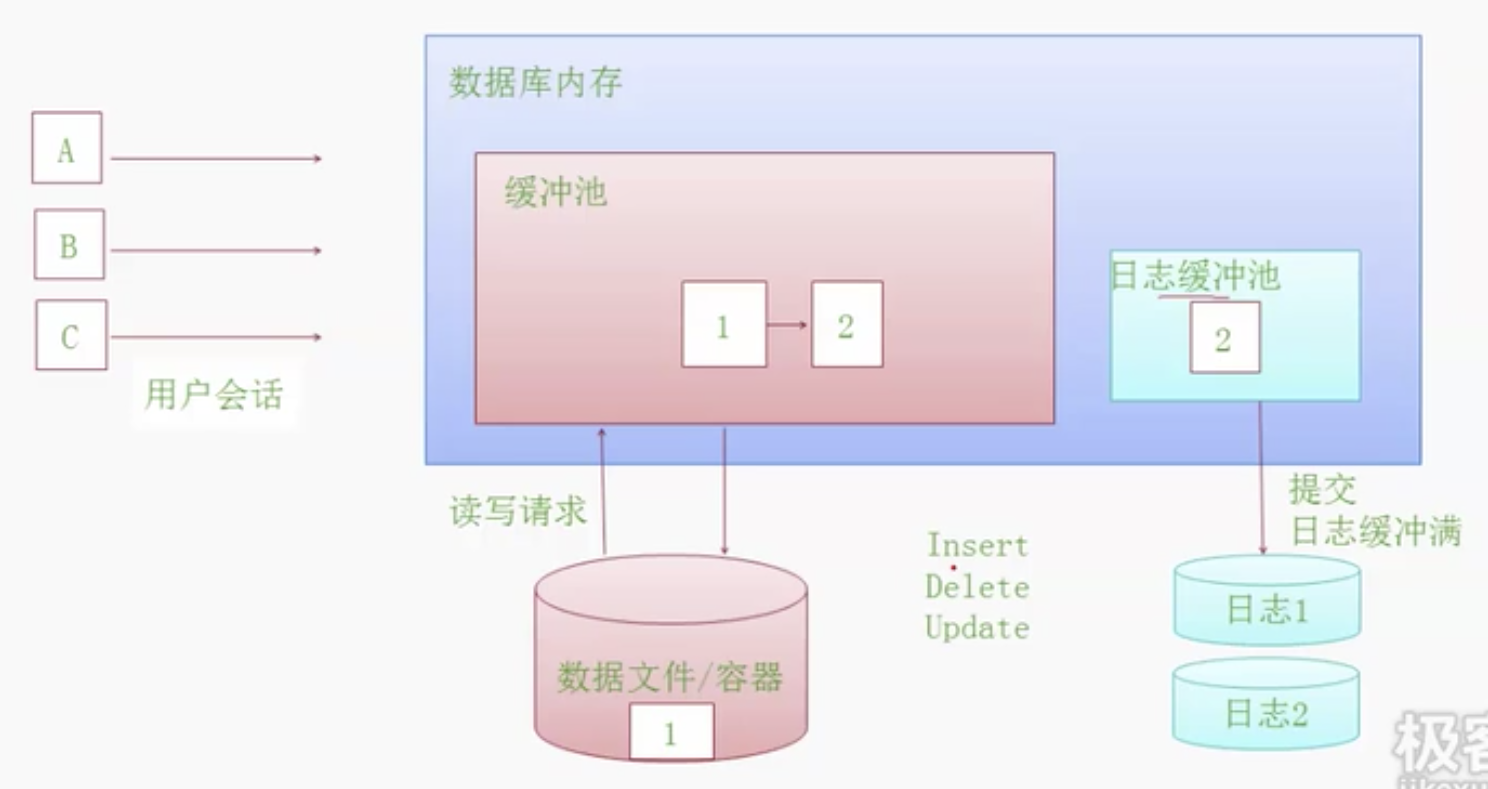 数据库内存
A
缓冲池
B
日志缓冲池
C
1
2
2
用户会话
读写请求
提交
日志缓冲满
Insert
Delete
Update
日志1
数据文件/容器
1
日志2
极客